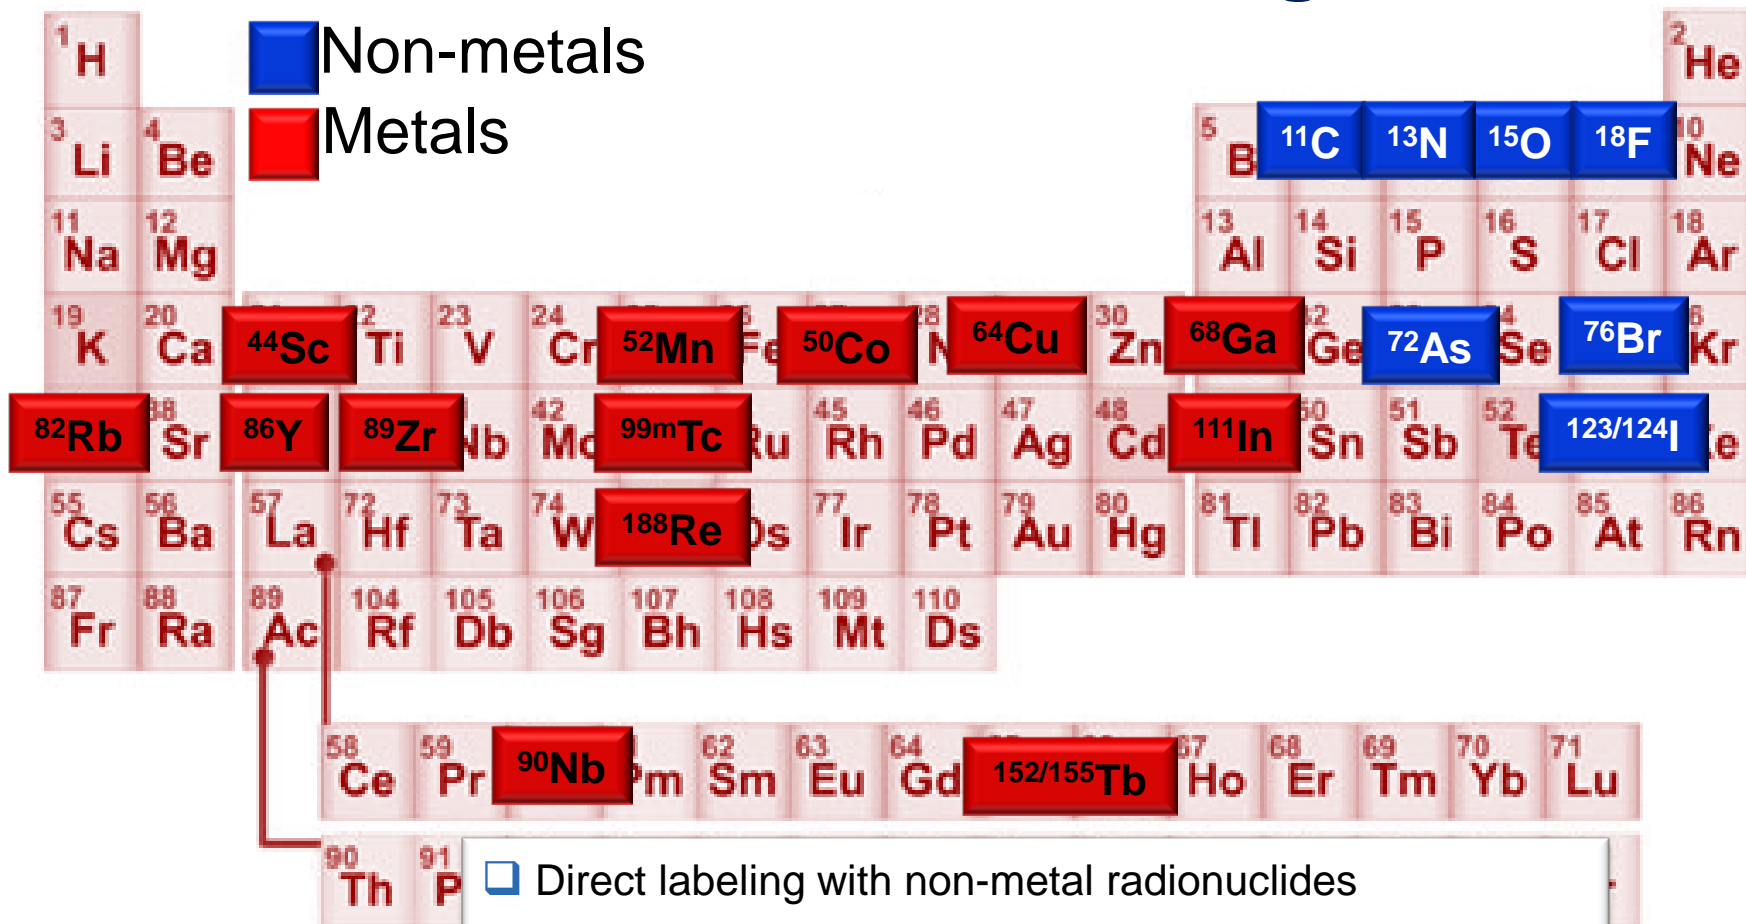 Non-metals
Metals
1 H 2 He
3 Li 4 Be 5 B ¹¹C ¹³N ¹⁵O ¹⁸F 10 Ne
11 Na 12 Mg 13 Al 14 Si 15 P 16 S 17 Cl 18 Ar
19 K 20 Ca ⁴⁴Sc Ti 23 V 24 Cr ⁵²Mn Fe ⁵⁰Co ⁶⁴Cu 30 Zn ⁶⁸Ga Ge ⁷²As Se ⁷⁶Br Kr
⁸²Rb 38 Sr ⁸⁶Y ⁸⁹Zr Nb 42 Mo ⁹⁹ᵐTc Ru 45 Rh 46 Pd 47 Ag 48 Cd ¹¹¹In 50 Sn 51 Sb 52 Te ¹²³/¹²⁴I
55 Cs 56 Ba 57 La 72 Hf 73 Ta 74 W ¹⁸⁸Re Os 77 Ir 78 Pt 79 Au 80 Hg 81 Tl 82 Pb 83 Bi 84 Po 85 At 86 Rn
87 Fr 88 Ra 89 Ac 104 Rf 105 Db 106 Sg 107 Bh 108 Hs 109 Mt 110 Ds
58 Ce 59 Pr ⁹⁰Nb Pm 62 Sm 63 Eu 64 Gd ¹⁵²/¹⁵⁵Tb 67 Ho 68 Er 69 Tm 70 Yb 71 Lu
90 Th 91 P
❑ Direct labeling with non-metal radionuclides